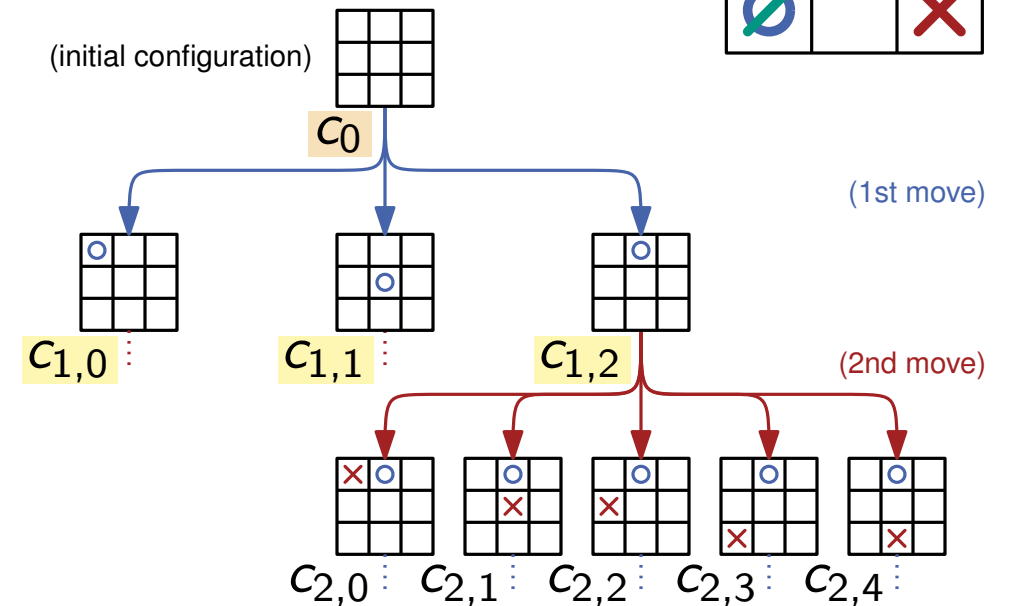 (initial configuration)
c0
(1st move)
c1,0
c1,1
c1,2
(2nd move)
c2,0
c2,1
c2,2
c2,3
c2,4